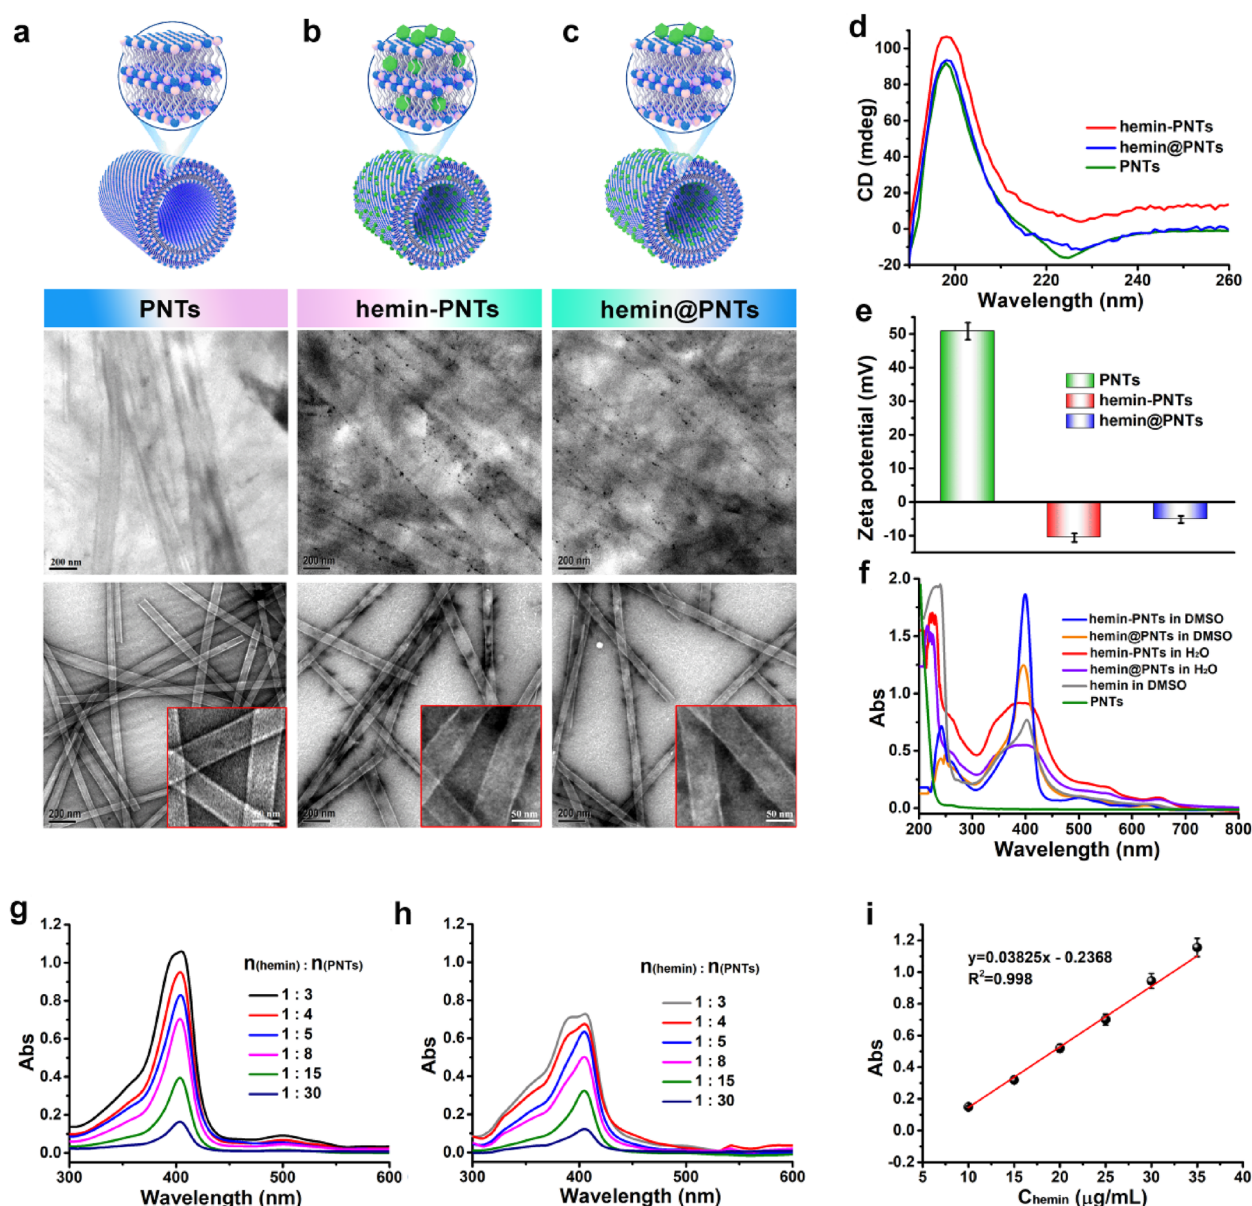 a
b
c
PNTs
hemin-PNTs
hemin@PNTs
200 nm
200 nm
200 nm
200 nm
200 nm
200 nm
50 nm
50 nm
d
CD (mdeg)
100
80
60
40
20
0
-20
200
220
240
260
Wavelength (nm)
hemin-PNTs
hemin@PNTs
PNTs
e
Zeta potential (mV)
50
40
30
20
10
0
-10
PNTs
hemin-PNTs
hemin@PNTs
f
Abs
2.0
1.5
1.0
0.5
0.0
200
300
400
500
600
700
800
Wavelength (nm)
hemin-PNTs in DMSO
hemin@PNTs in DMSO
hemin-PNTs in H₂O
hemin@PNTs in H₂O
hemin in DMSO
PNTs
g
Abs
1.2
1.0
0.8
0.6
0.4
0.2
0.0
300
400
500
600
Wavelength (nm)
n(hemin) : n(PNTs)
1 : 3
1 : 4
1 : 5
1 : 8
1 : 15
1 : 30
h
Abs
1.2
1.0
0.8
0.6
0.4
0.2
0.0
300
400
500
600
Wavelength (nm)
n(hemin) : n(PNTs)
1 : 3
1 : 4
1 : 5
1 : 8
1 : 15
1 : 30
i
Abs
1.2
1.0
0.8
0.6
0.4
0.2
0.0
-0.2
5
10
15
20
25
30
35
40
Chemin (μg/mL)
y=0.03825x - 0.2368
R²=0.998